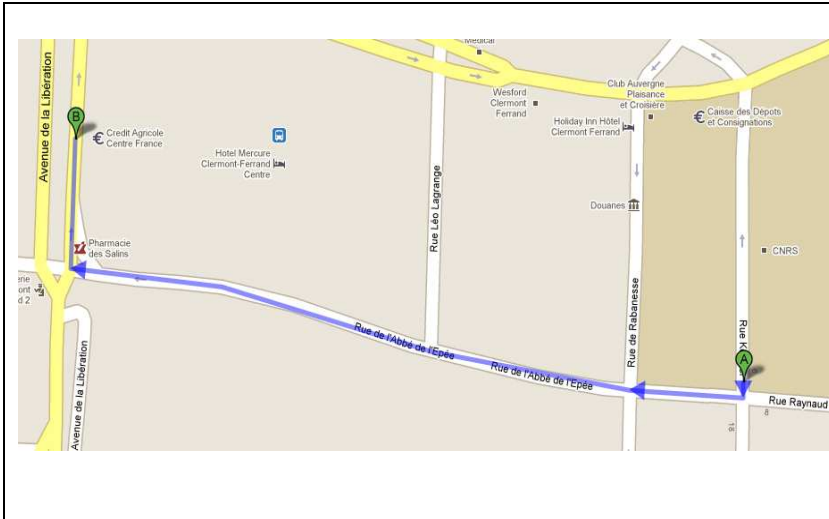 Avenue de la Libération
B
Credit Agricole
Centre France
Hotel Mercure
Clermont-Ferrand
Centre
Pharmacie
des Salins
Avenue de la Libération
Medical
Wesford
Clermont
Ferrand
Rue Léo Lagrange
Club Auvergne
Plaisance
et Croisière
Caisse des Dépôts
et Consignations
Holiday Inn Hôtel
Clermont Ferrand
Douanes
CNRS
Rue de Rabanesse
Rue de l'Abbé de l'Epée
Rue de l'Abbé de l'Epée
Rue
A
Rue Raynaud
8
18